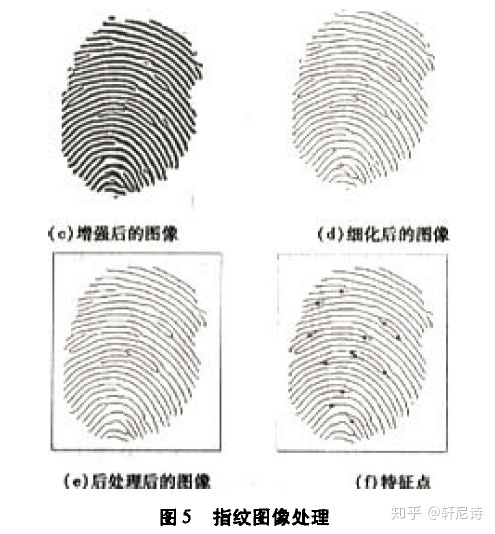 (c)增强后的图像
(d)细化后的图像
(e)后处理后的图像
(f)特征点
图5 指纹图像处理
知乎 @轩尼诗